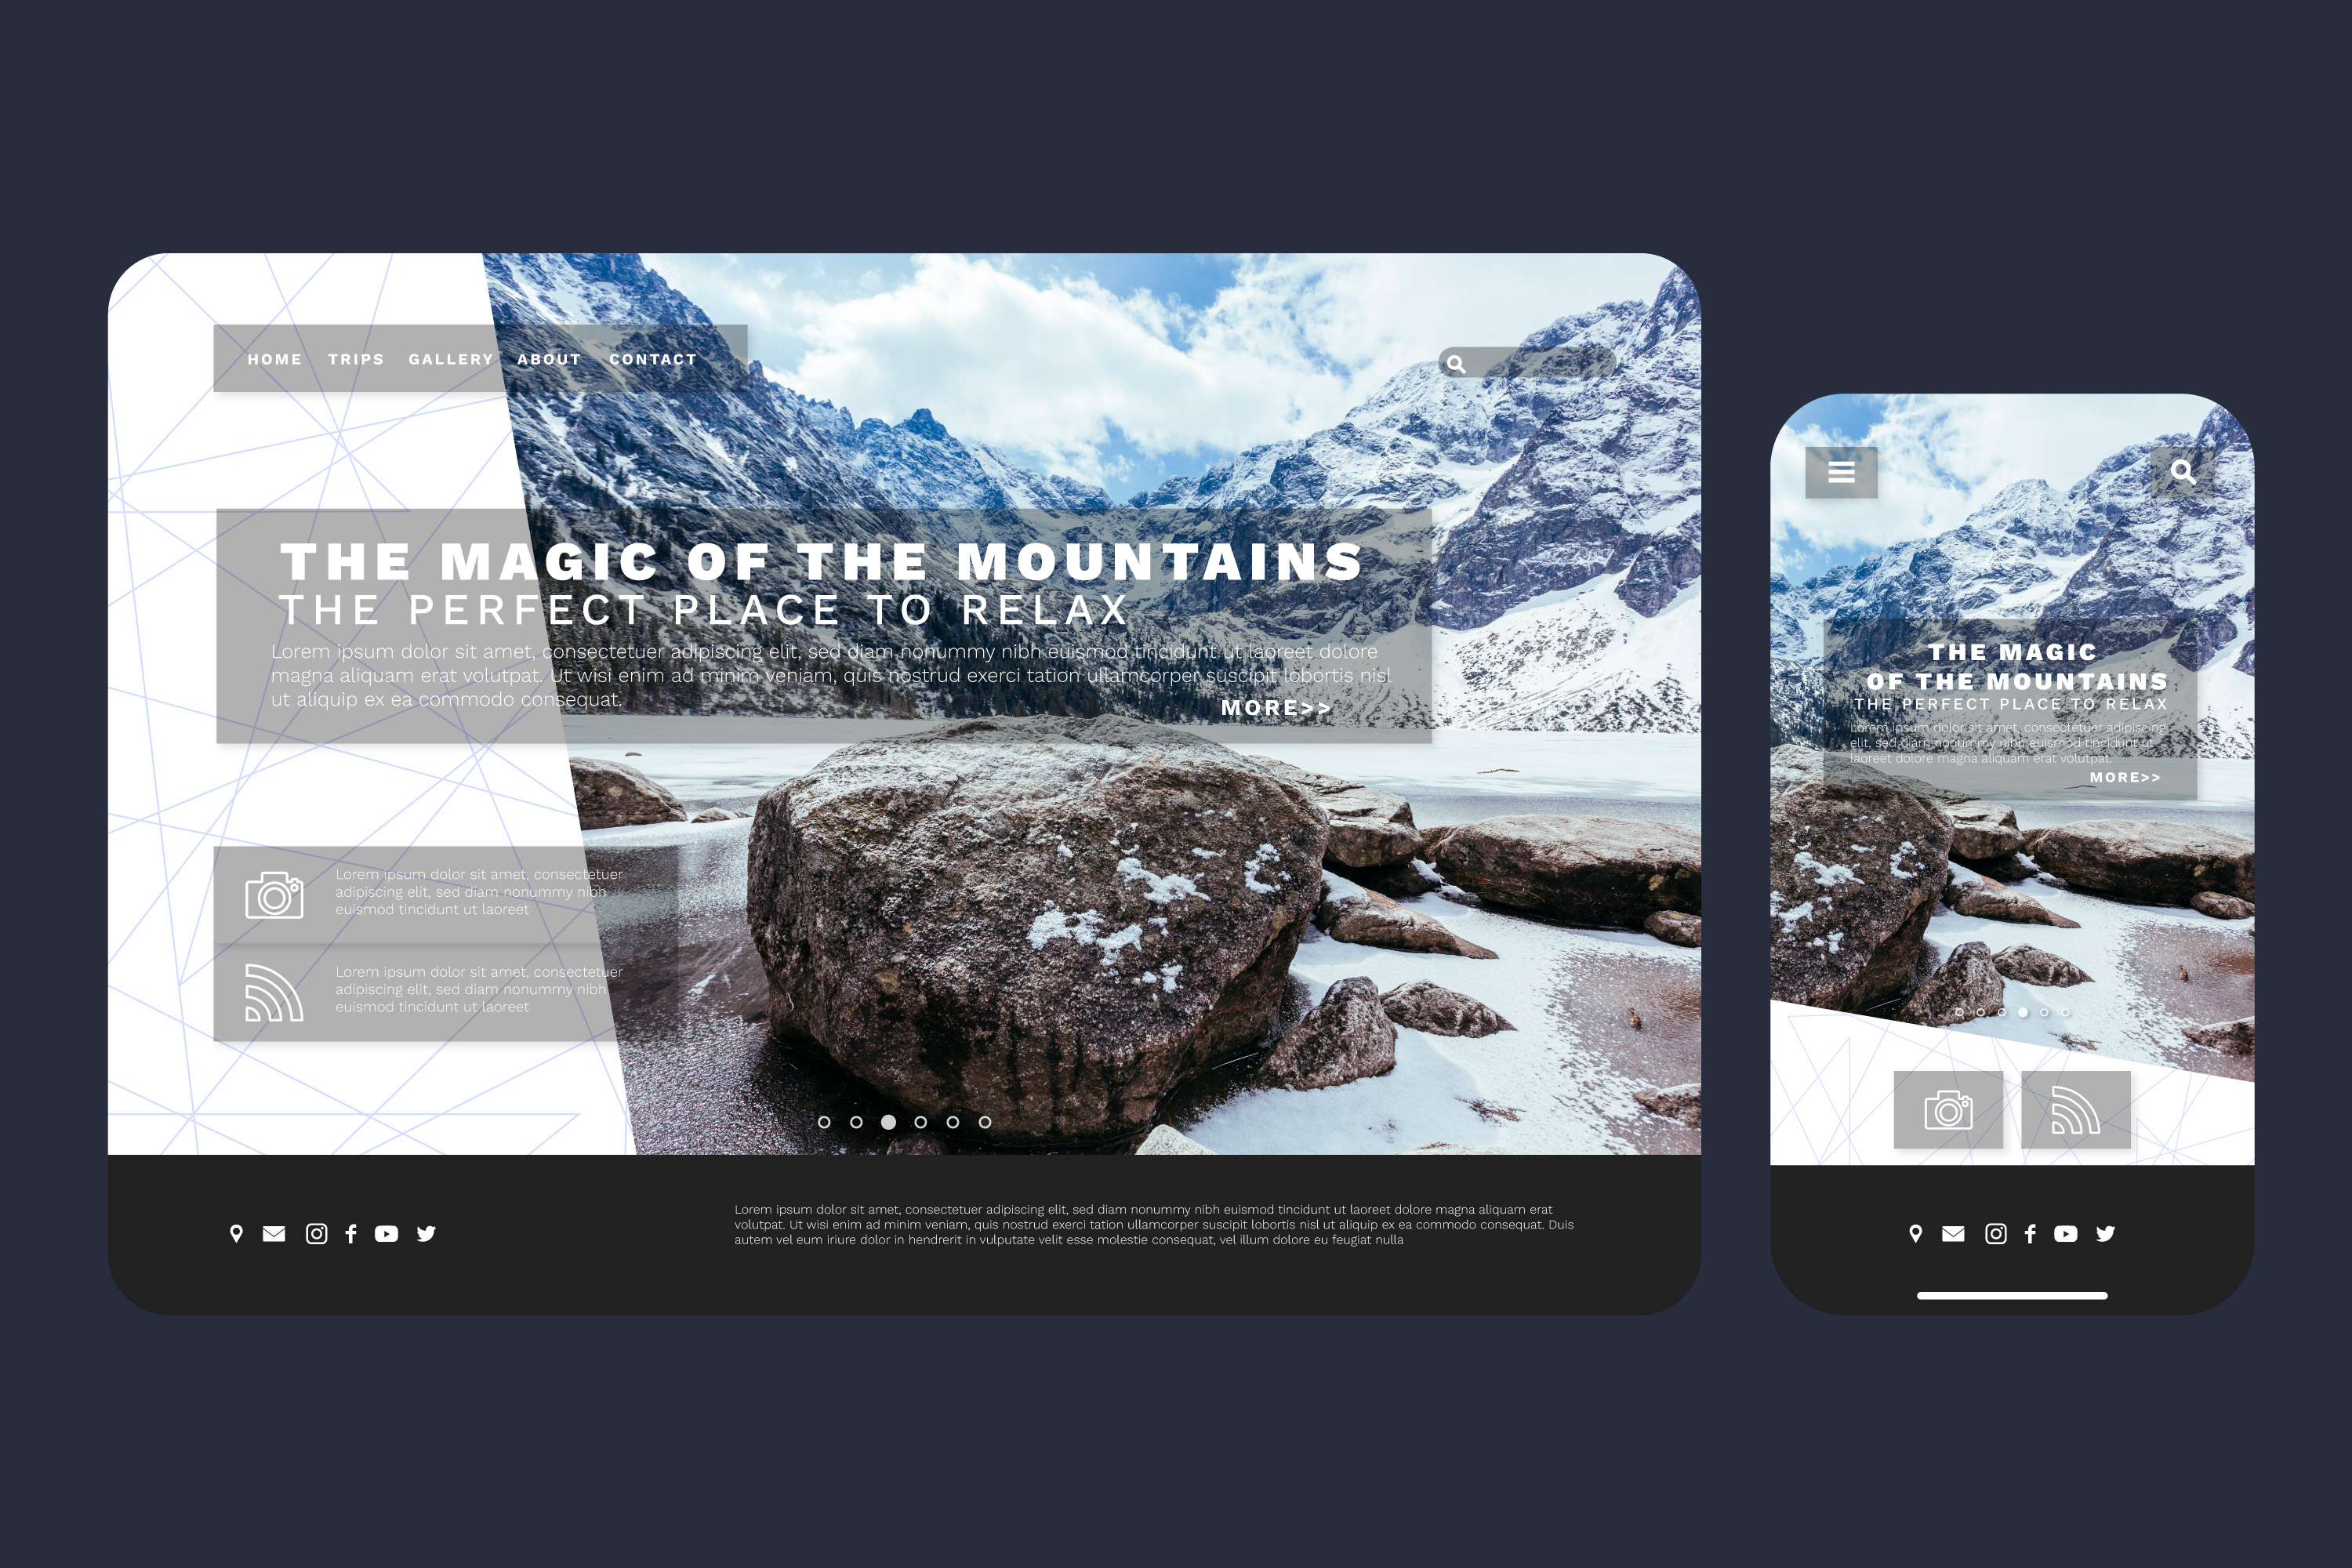 HOME TRIPS GALLERY ABOUT CONTACT
THE MAGIC OF THE MOUNTAINS
THE PERFECT PLACE TO RELAX
Lorem ipsum dolor sit amet, consectetuer adipiscing elit, sed diam nonummy nibh euismod tincidunt ut laoreet dolore
magna aliquam erat volutpat. Ut wisi enim ad minim veniam, quis nostrud exerci tation ullamcorper suscipit lobortis nisl
ut aliquip ex ea commodo consequat.
MORE>>
Lorem ipsum dolor sit amet, consectetuer
adipiscing elit, sed diam nonummy nibh
euismod tincidunt ut laoreet
Lorem ipsum dolor sit amet, consectetuer
adipiscing elit, sed diam nonummy nibh
euismod tincidunt ut laoreet
Lorem ipsum dolor sit amet, consectetuer adipiscing elit, sed diam nonummy nibh euismod tincidunt ut laoreet dolore magna aliquam erat
volutpat. Ut wisi enim ad minim veniam, quis nostrud exerci tation ullamcorper suscipit lobortis nisl ut aliquip ex ea commodo consequat. Duis
autem vel eum iriure dolor in hendrerit in vulputate velit esse molestie consequat, vel illum dolore eu feugiat nulla
THE MAGIC
OF THE MOUNTAINS
THE PERFECT PLACE TO RELAX
Lorem ipsum dolor sit amet, consectetuer adipiscing
elit, sed diam nonummy nibh euismod tincidunt ut
laoreet dolore magna aliquam erat volutpat.
MORE>>